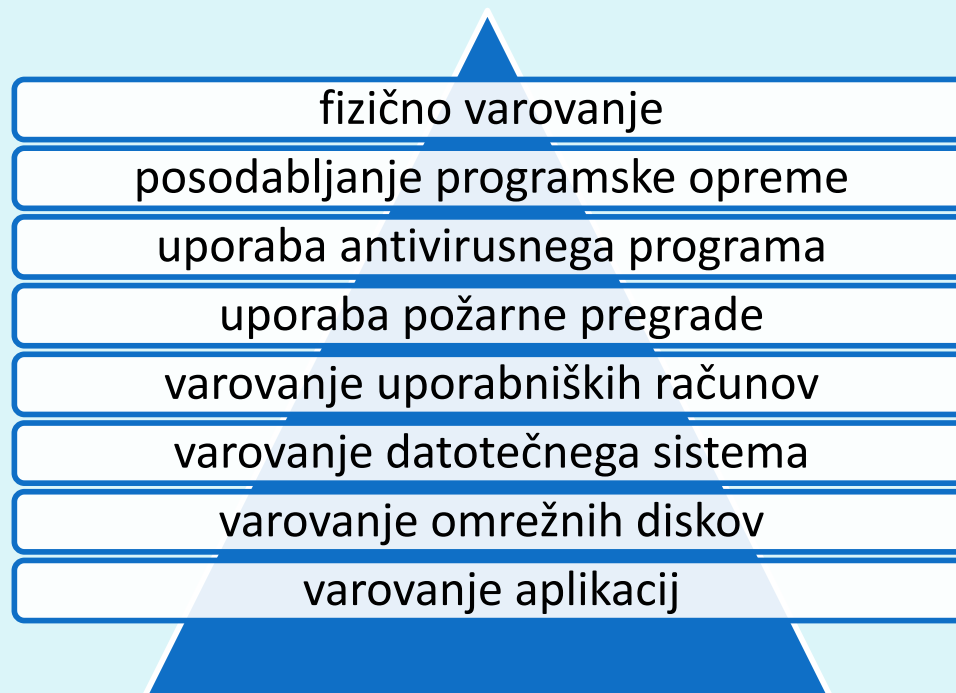 fizično varovanje
posodabljanje programske opreme
uporaba antivirusnega programa
uporaba požarne pregrade
varovanje uporabniških računov
varovanje datotečnega sistema
varovanje omrežnih diskov
varovanje aplikacij